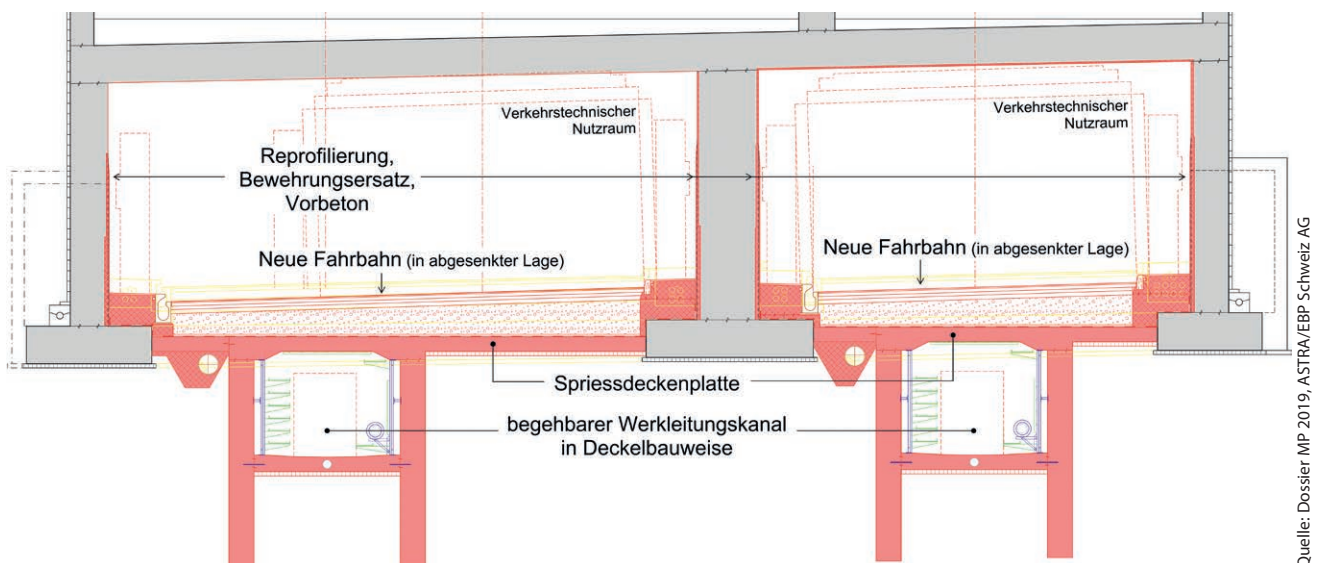 Verkehrstechnischer
Nutzraum
Verkehrstechnischer
Nutzraum
Reprofilierung,
Bewehrungsersatz,
Vorbeton
Neue Fahrbahn (in abgesenkter Lage)
Neue Fahrbahn (in abgesenkter Lage)
Spriessdeckenplatte
begehbarer Werkleitungskanal
in Deckelbauweise
Quelle: Dossier MP 2019, ASTRA/EBP Schweiz AG